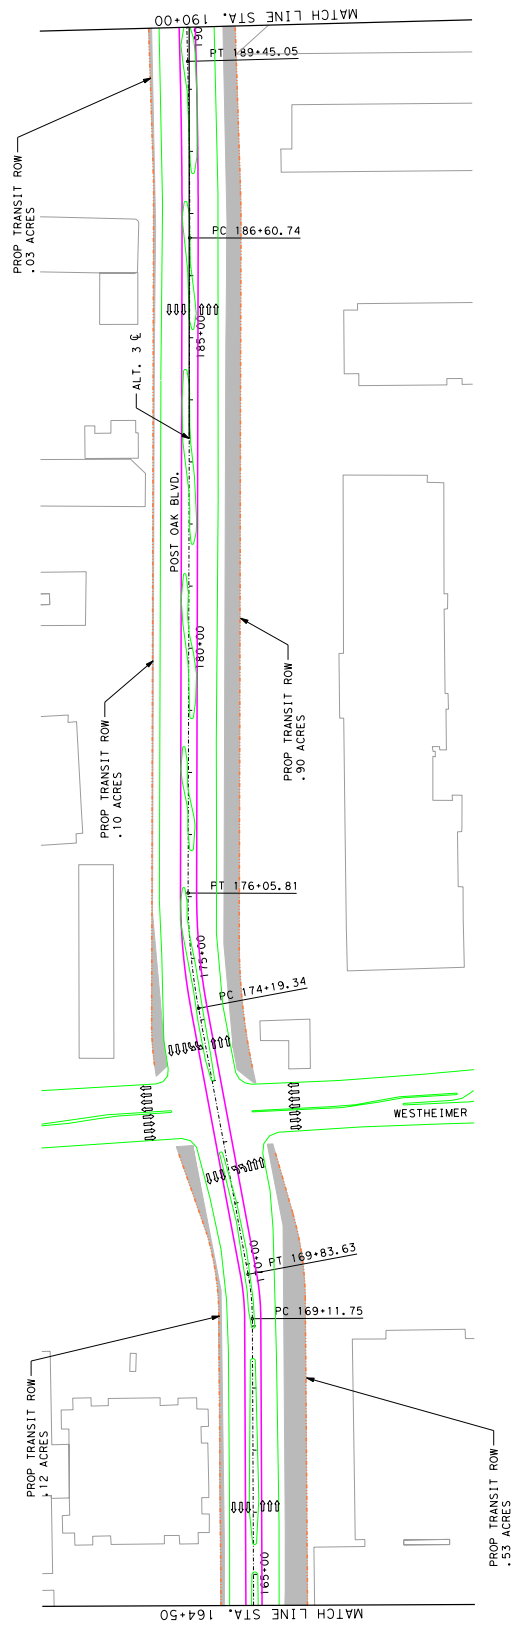 MATCH LINE STA. 190+00
190
PT 189+45.05
PROP TRANSIT ROW
.03 ACRES
PC 186+60.74
185+00
ALT. 3 ℄
POST OAK BLVD.
180+00
PROP TRANSIT ROW
.90 ACRES
PROP TRANSIT ROW
.10 ACRES
PT 176+05.81
175+00
PC 174+19.34
WESTHEIMER
170+00
PT 169+83.63
PC 169+11.75
PROP TRANSIT ROW
.12 ACRES
PROP TRANSIT ROW
.53 ACRES
165+00
MATCH LINE STA. 164+50